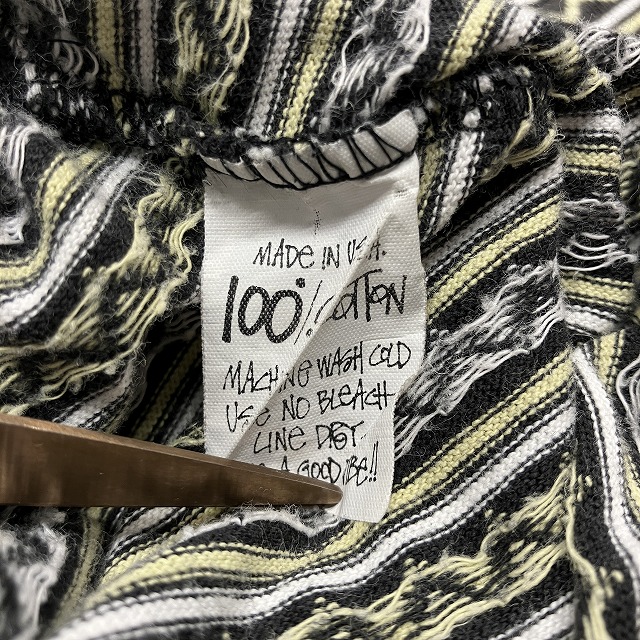 MADE IN U.S.A.
100% COTTON
MACHINE WASH COLD
USE NO BLEACH
LINE DRY.
A GOOD VIBE!!